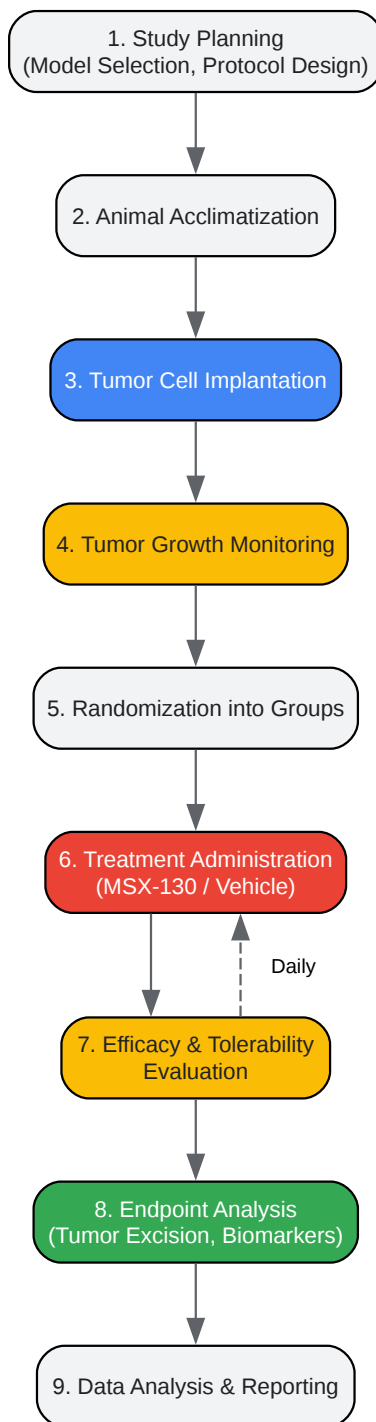 1. Study Planning
(Model Selection, Protocol Design)
2. Animal Acclimatization
3. Tumor Cell Implantation
4. Tumor Growth Monitoring
5. Randomization into Groups
6. Treatment Administration
(MSX-130 / Vehicle)
Daily
7. Efficacy & Tolerability
Evaluation
8. Endpoint Analysis
(Tumor Excision, Biomarkers)
9. Data Analysis & Reporting